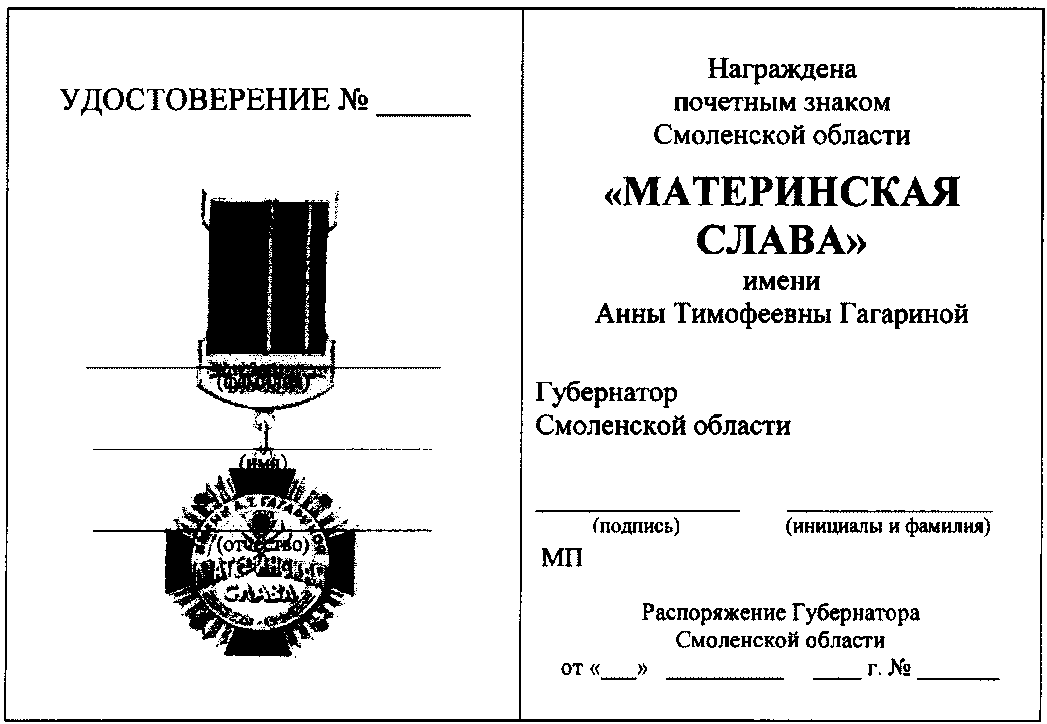 УДОСТОВЕРЕНИЕ № ______
(фамилия)
(имя)
(отчество)
СЛАВА
Награждена
почетным знаком
Смоленской области
«МАТЕРИНСКАЯ
СЛАВА»
имени
Анны Тимофеевны Гагариной
Губернатор
Смоленской области
(подпись) (инициалы и фамилия)
МП
Распоряжение Губернатора
Смоленской области
от «___» __________ ____ г. № _______